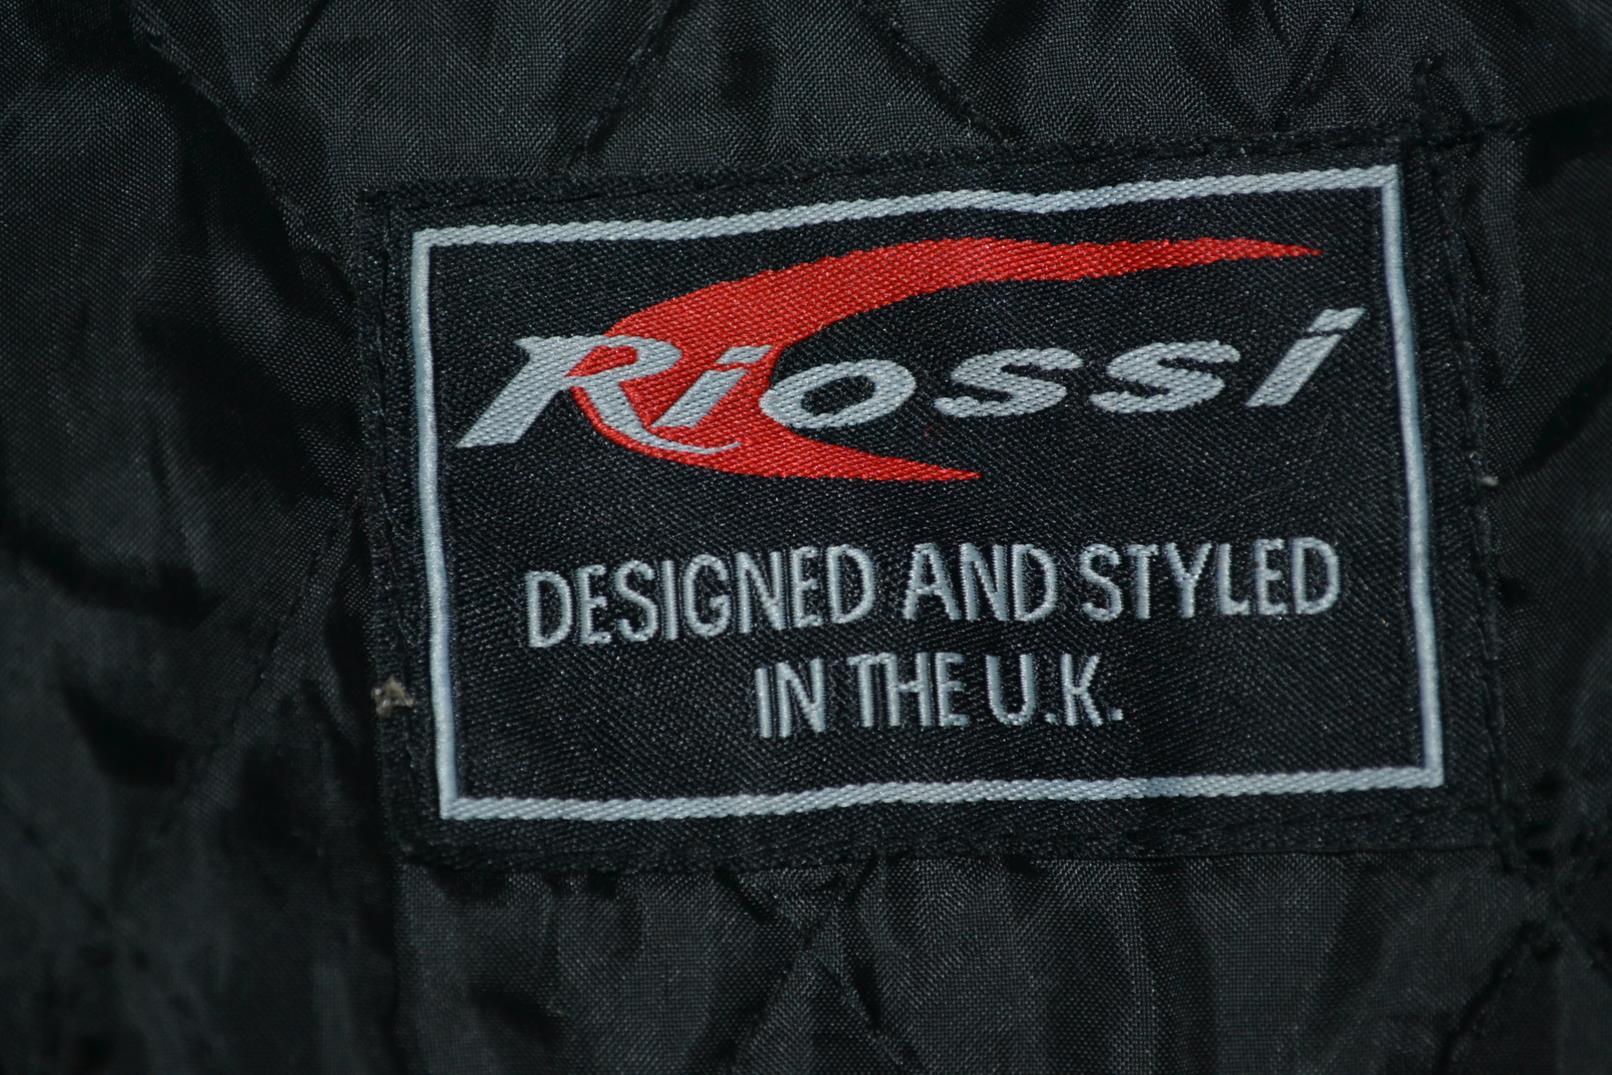 Riossi
DESIGNED AND STYLED
IN THE U.K.